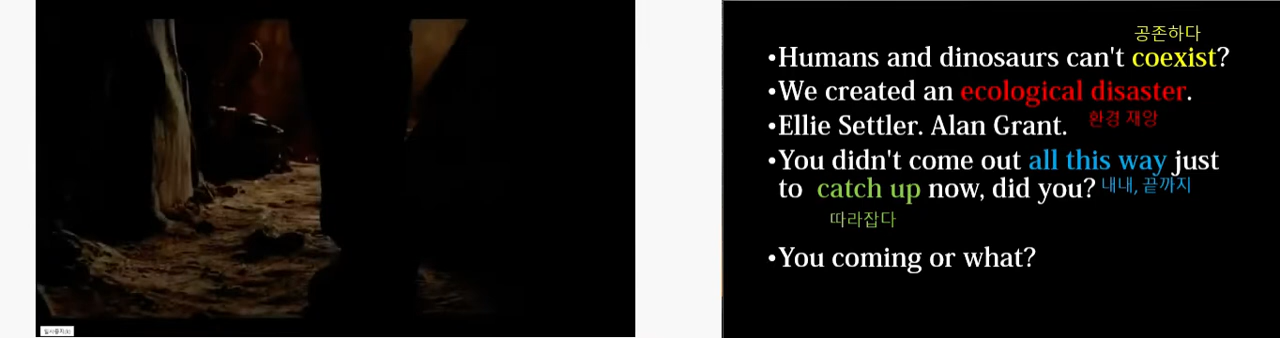 공존하다
•Humans and dinosaurs can't coexist?
•We created an ecological disaster.
•Ellie Settler. Alan Grant.
환경 재앙
•You didn't come out all this way just
to catch up now, did you? 내내, 끝까지
따라잡다
•You coming or what?